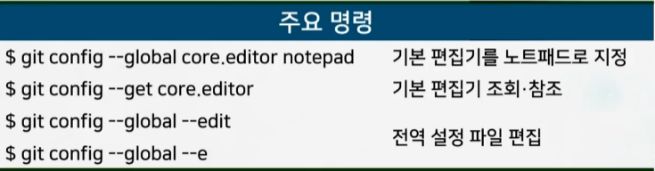 주요 명령
$ git config --global core.editor notepad 기본 편집기를 노트패드로 지정
$ git config --get core.editor 기본 편집기 조회·참조
$ git config --global --edit
전역 설정 파일 편집
$ git config --global --e